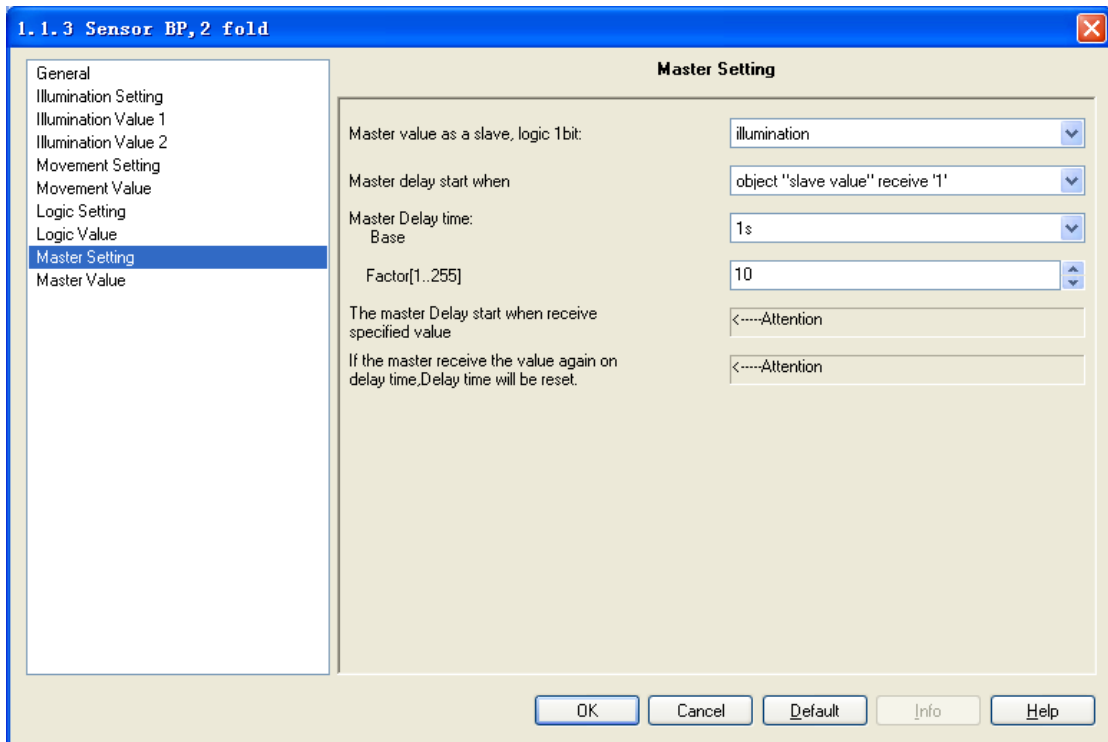 1.1.3 Sensor BP,2 fold
General
Illumination Setting
Illumination Value 1
Illumination Value 2
Movement Setting
Movement Value
Logic Setting
Logic Value
Master Setting
Master Value
Master Setting
Master value as a slave, logic 1bit:
illumination
Master delay start when
object "slave value" receive '1'
Master Delay time:
Base
1s
Factor[1..255]
10
The master Delay start when receive
specified value
<-----Attention
If the master receive the value again on
delay time,Delay time will be reset.
<-----Attention
OK
Cancel
Default
Info
Help